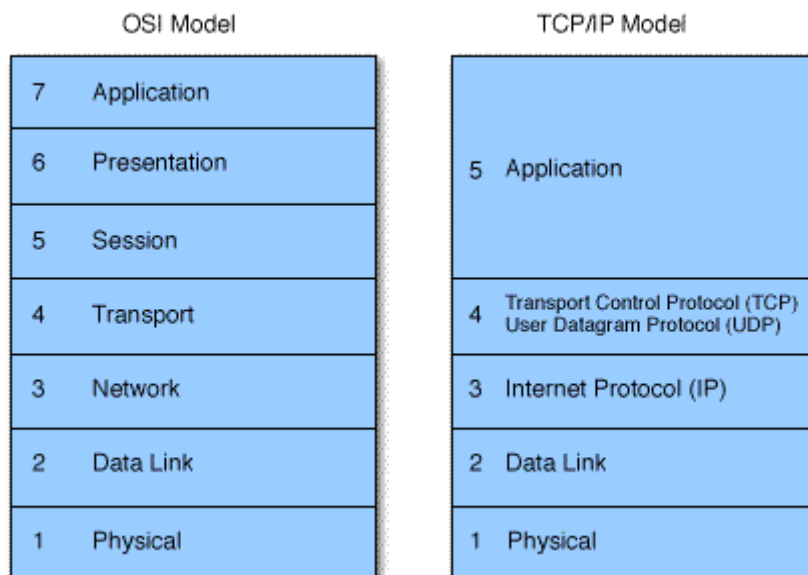 OSI Model
7 Application
6 Presentation
5 Session
4 Transport
3 Network
2 Data Link
1 Physical
TCP/IP Model
5 Application
4 Transport Control Protocol (TCP)
User Datagram Protocol (UDP)
3 Internet Protocol (IP)
2 Data Link
1 Physical